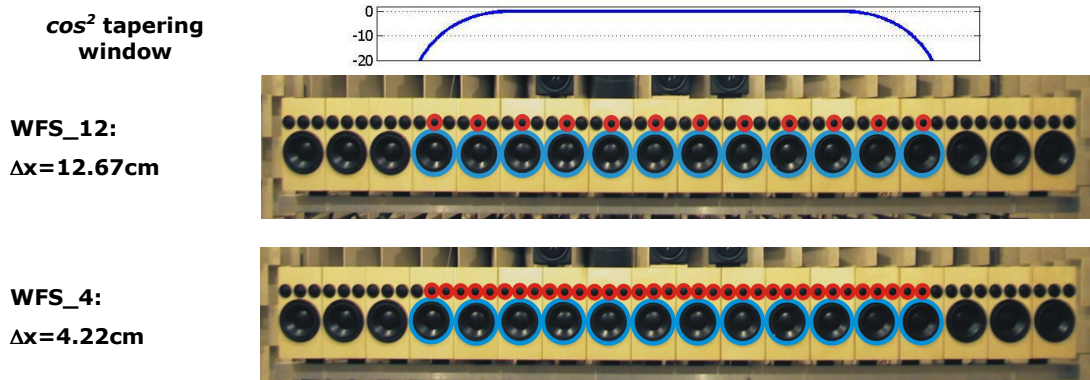 cos² tapering
window
0
-10
-20
WFS_12:
Δx=12.67cm
WFS_4:
Δx=4.22cm